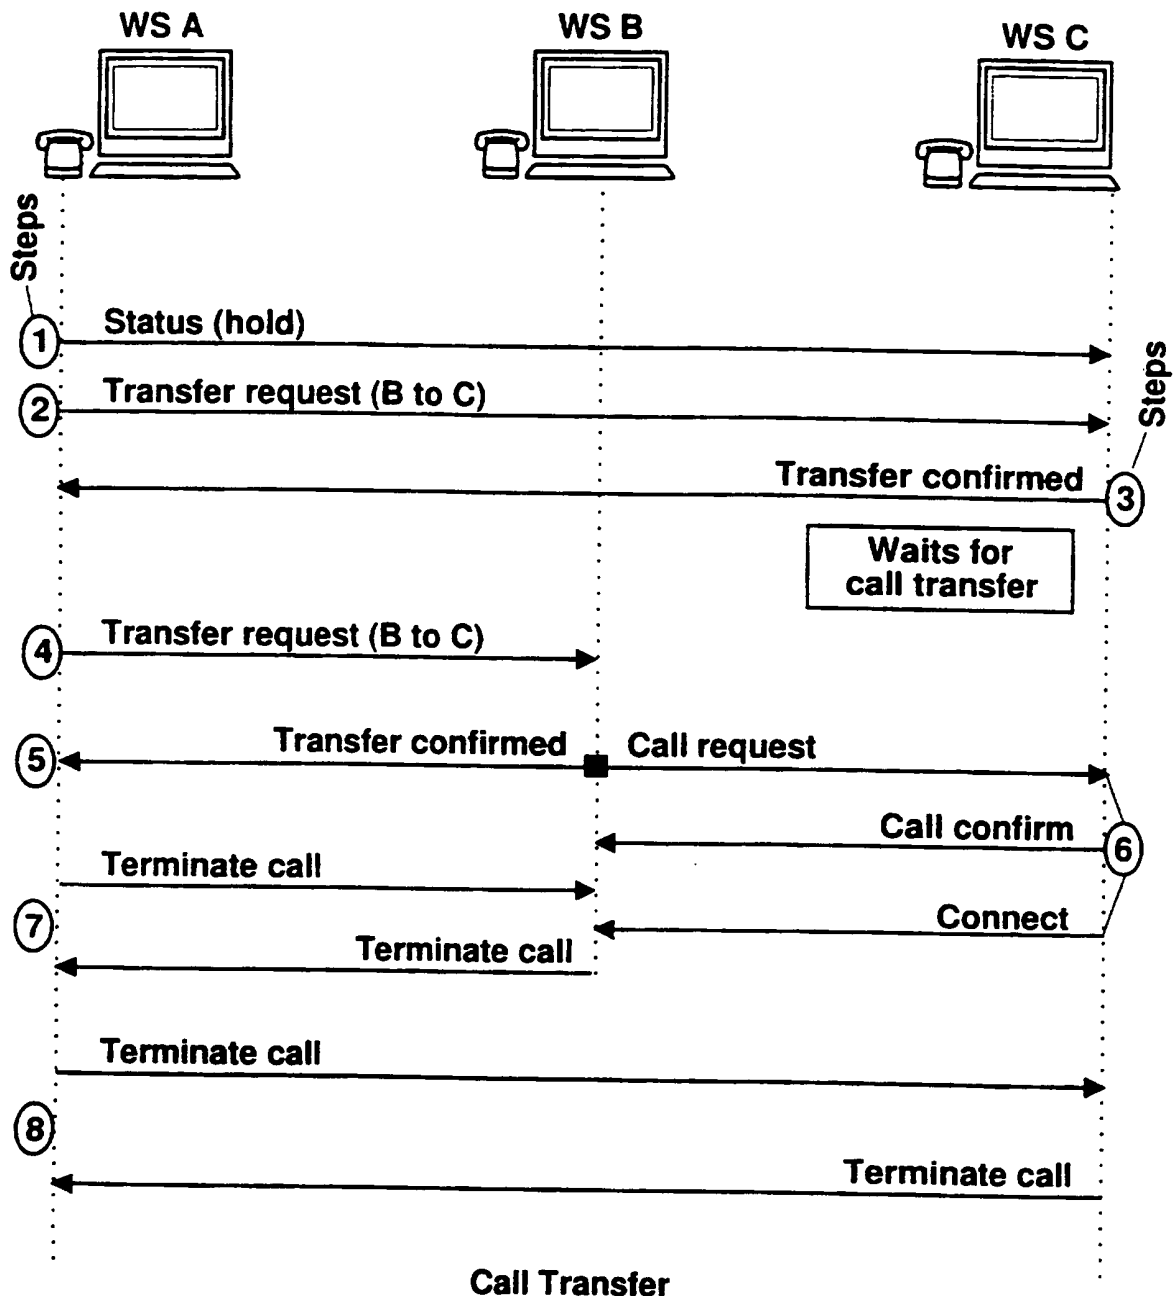 WS A
WS B
WS C
Steps
1
Status (hold)
Steps
2
Transfer request (B to C)
Transfer confirmed
3
Waits for
call transfer
4
Transfer request (B to C)
5
Transfer confirmed
Call request
Call confirm
6
Terminate call
7
Connect
Terminate call
Terminate call
8
Terminate call
Call Transfer